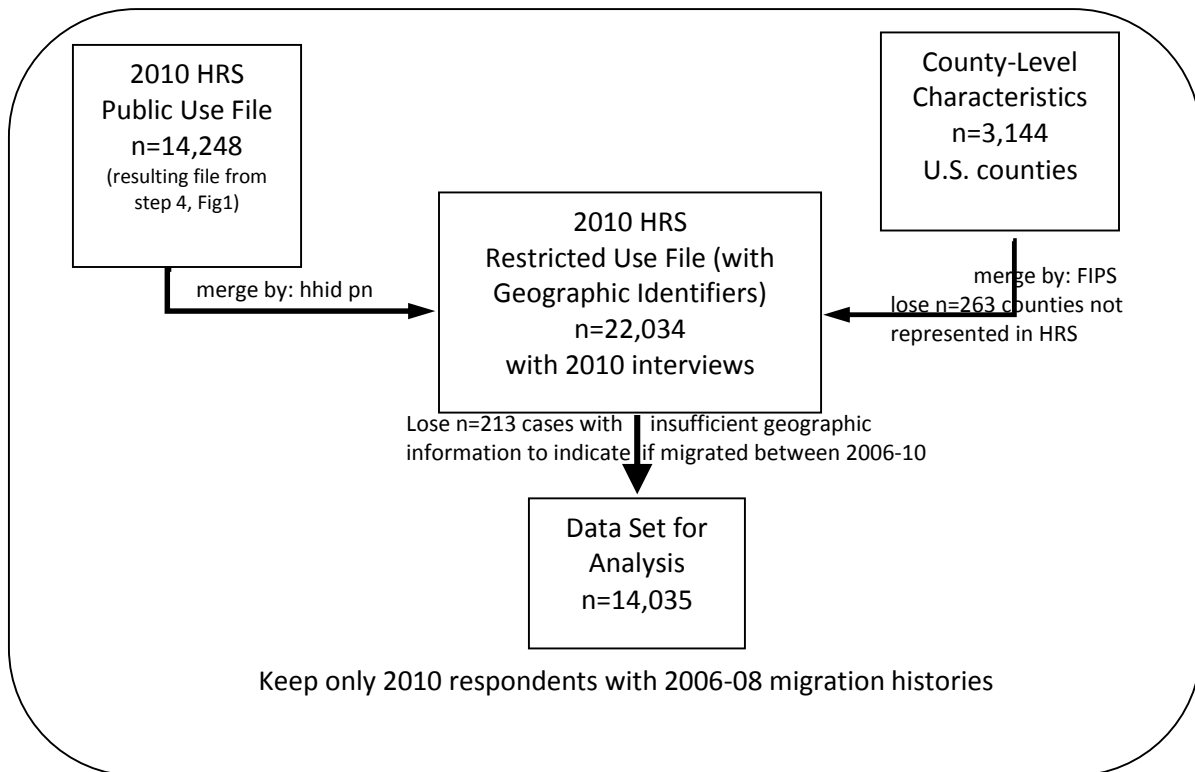 2010 HRS
Public Use File
n=14,248
(resulting file from
step 4, Fig1)
County-Level
Characteristics
n=3,144
U.S. counties
2010 HRS
Restricted Use File (with
Geographic Identifiers)
n=22,034
with 2010 interviews
merge by: hhid pn
merge by: FIPS
lose n=263 counties not
represented in HRS
Lose n=213 cases with insufficient geographic
information to indicate if migrated between 2006-10
Data Set for
Analysis
n=14,035
Keep only 2010 respondents with 2006-08 migration histories